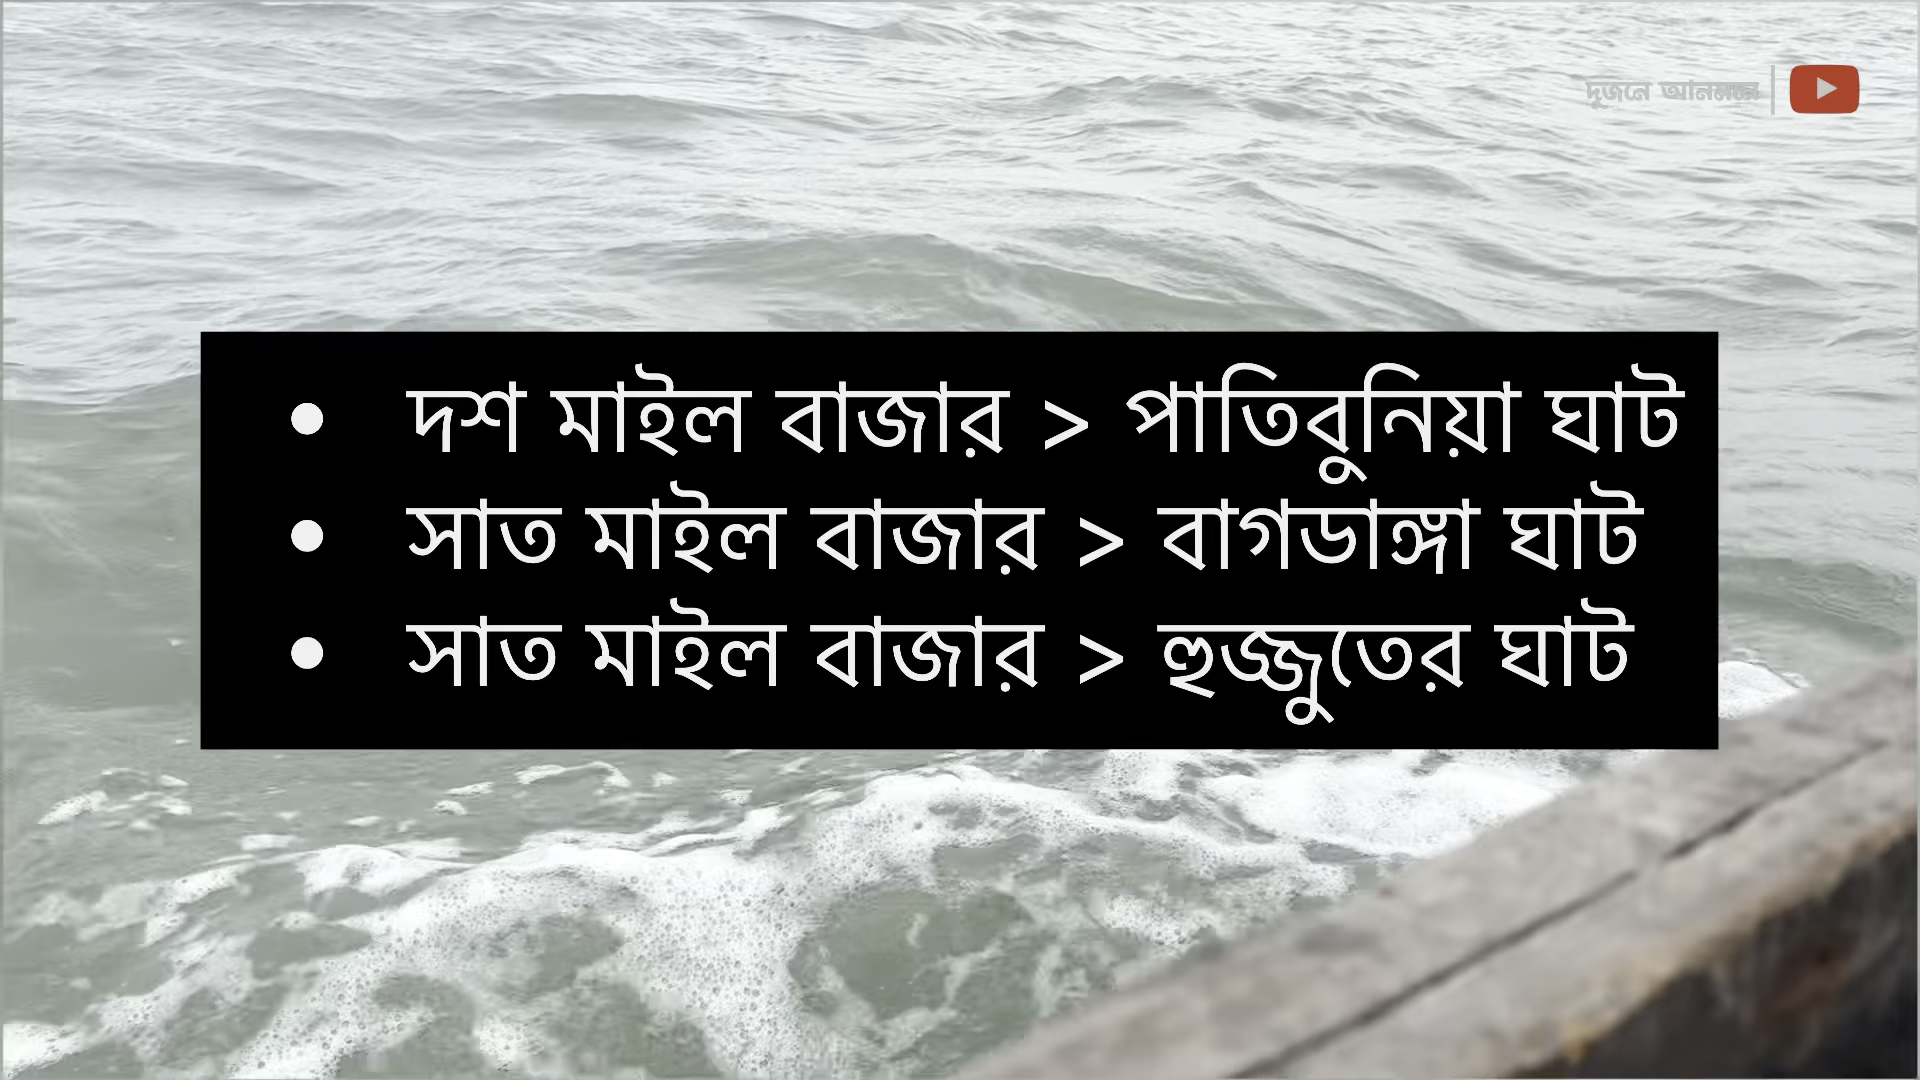 দুজনে আনমনে
• দশ মাইল বাজার > পাতিবুনিয়া ঘাট
• সাত মাইল বাজার > বাগডাঙ্গা ঘাট
• সাত মাইল বাজার > হুজ্জুতের ঘাট